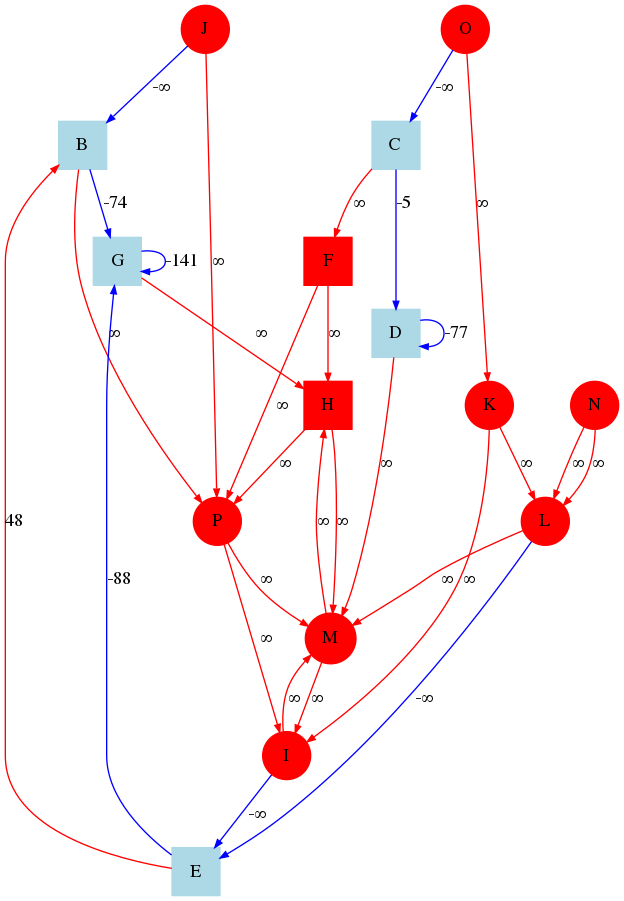 J O
-∞ -∞
B C
-74 ∞ -5 ∞
G -141 ∞ F
∞ ∞ ∞ D -77
∞ H K N
∞ ∞ ∞ ∞ ∞
P L
∞ ∞ ∞
M
48 -88 ∞ ∞ ∞
∞ ∞ -∞
I
-∞
E